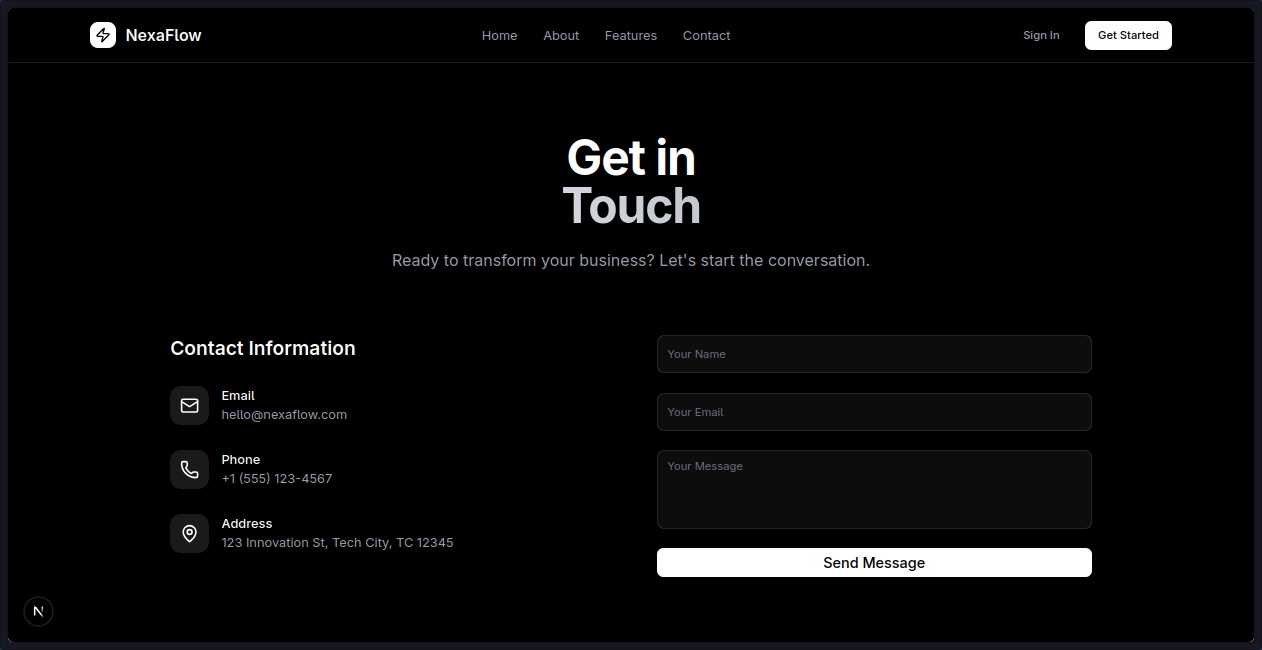 NexaFlow
Home About Features Contact
Sign In
Get Started
Get in
Touch
Ready to transform your business? Let's start the conversation.
Contact Information
Email
hello@nexaflow.com
Phone
+1 (555) 123-4567
Address
123 Innovation St, Tech City, TC 12345
Your Name
Your Email
Your Message
Send Message
N